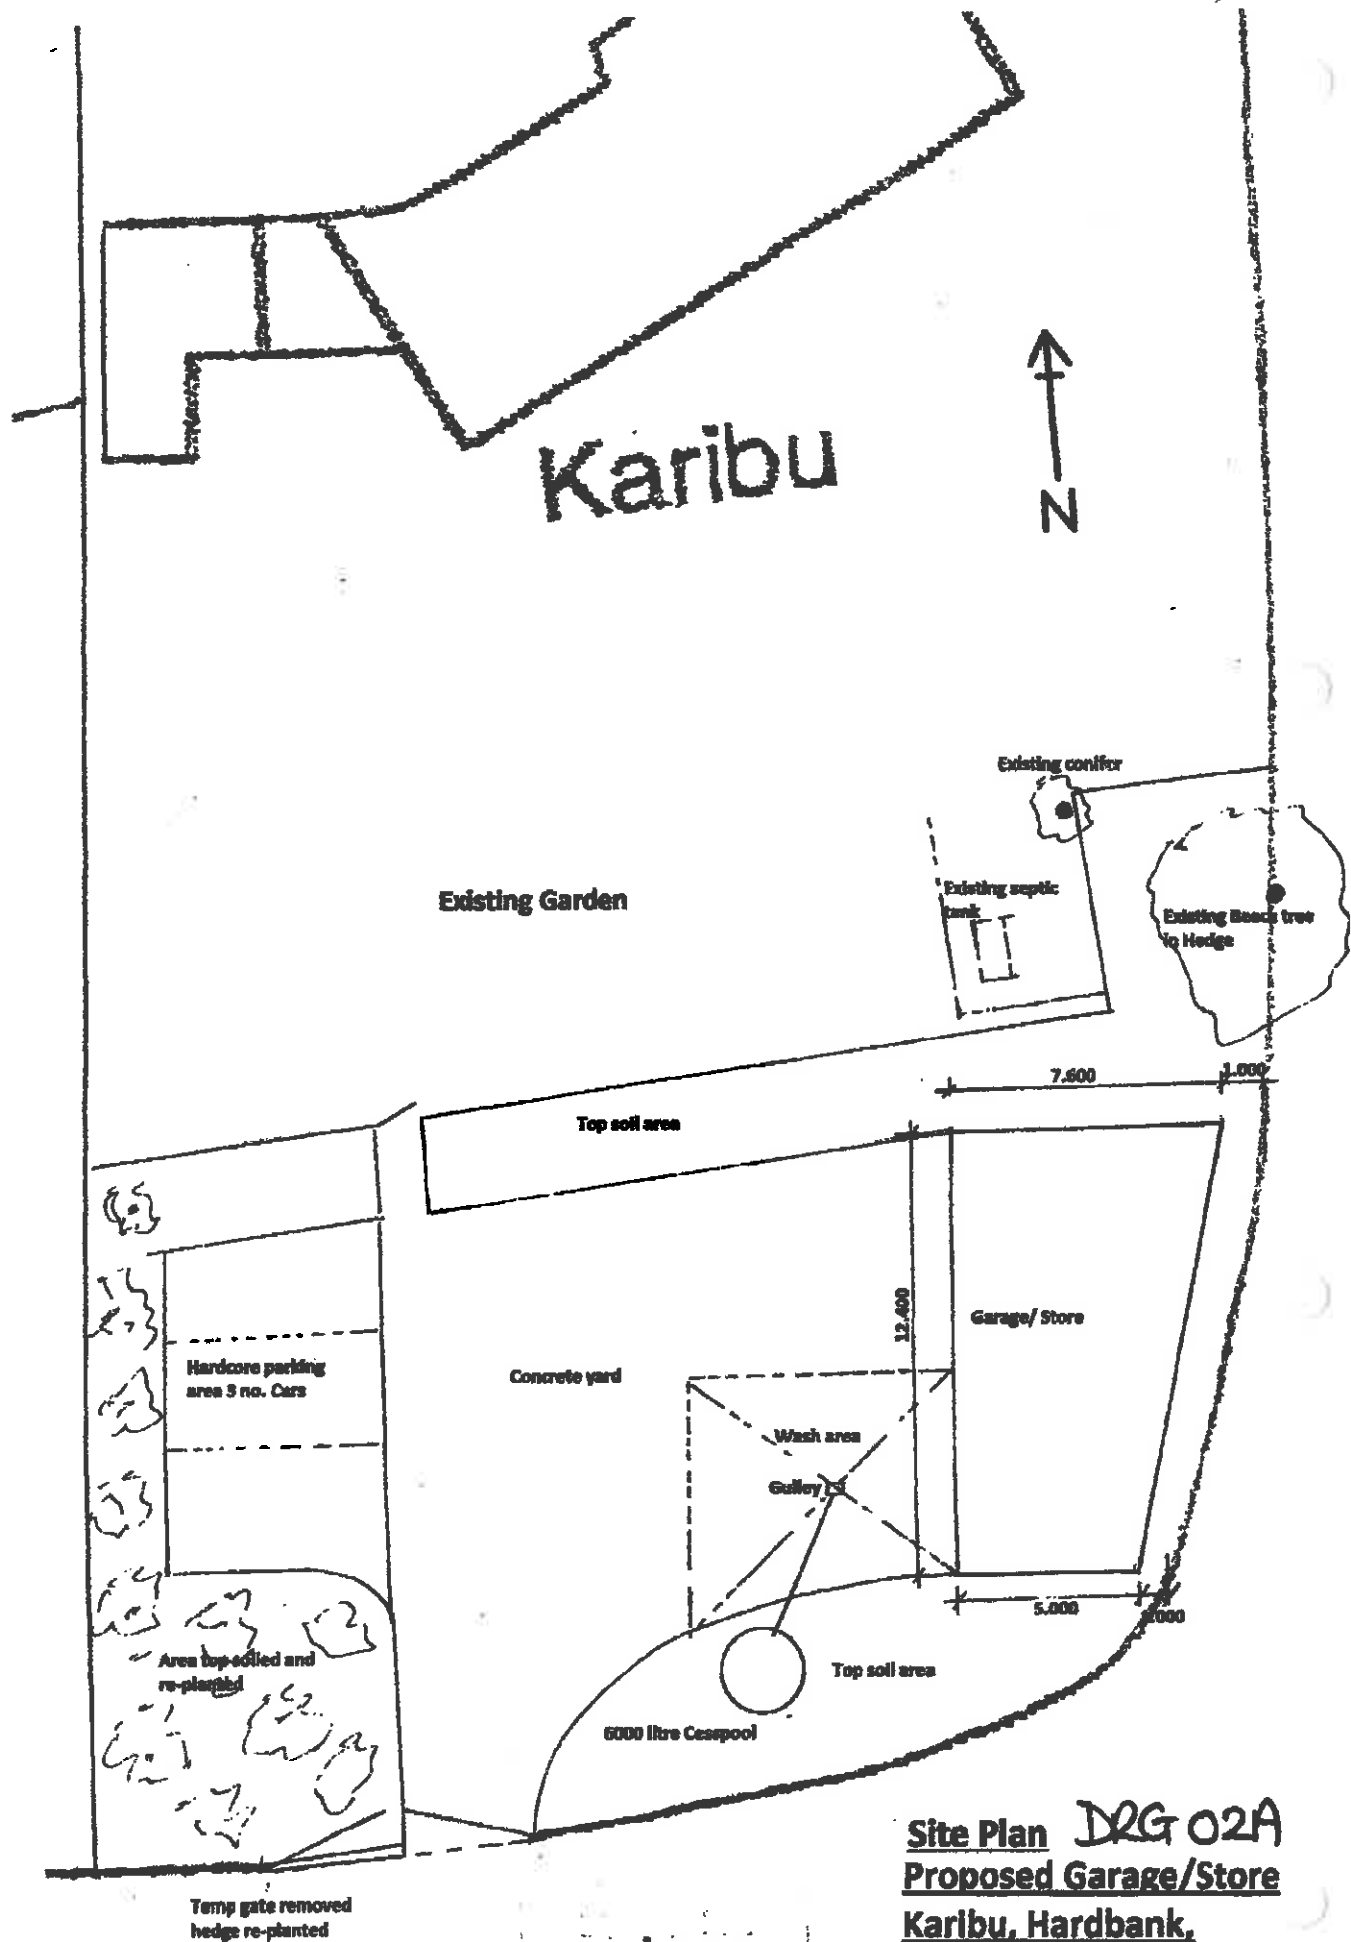 Karibu
N
Existing conifer
Existing septic
tank
Existing Garden
Existing Beech tree
in Hedge
7.600
1.000
Top soil area
12.400
Garage/ Store
Hardcore parking
area 3 no. Cars
Concrete yard
Wash area
Gulley
5.000
Area top-soiled and
re-planted
Top soil area
6000 litre Cesspool
Site Plan DRG 02A
Proposed Garage/Store
Karibu, Hardbank,
Temp gate removed
hedge re-planted